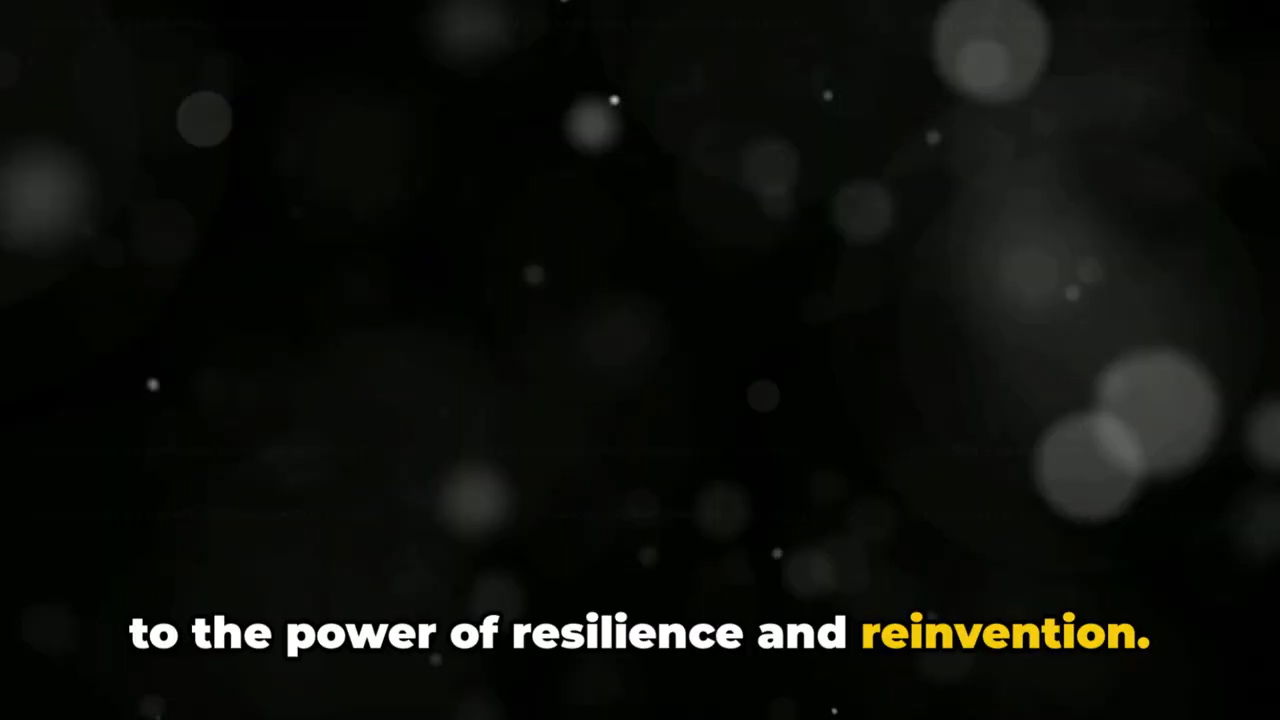 to the power of resilience and reinvention.